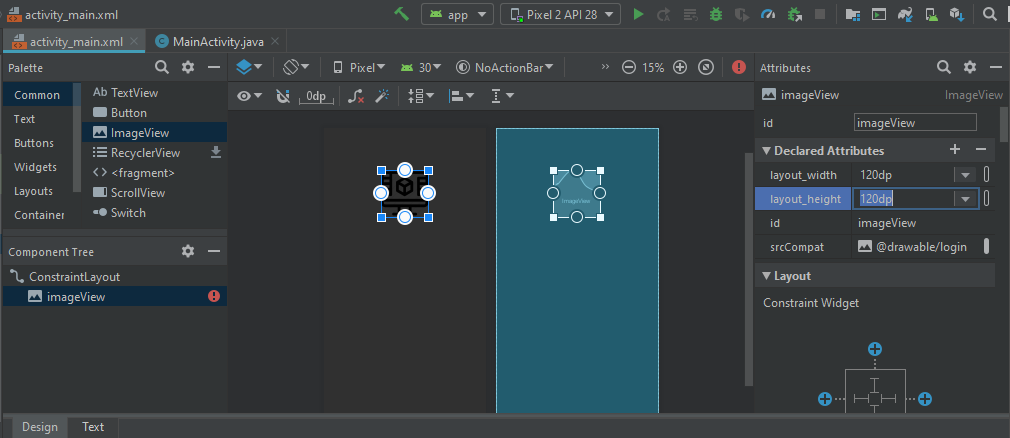 activity_main.xml
app
Pixel 2 API 28
activity_main.xml
MainActivity.java
Palette
Common
Text
Buttons
Widgets
Layouts
Container
Ab TextView
Button
ImageView
RecyclerView
<fragment>
ScrollView
Switch
Component Tree
ConstraintLayout
imageView
Pixel
30
NoActionBar
>>
15%
0dp
ImageView
Attributes
imageView
ImageView
id
imageView
Declared Attributes
layout_width
120dp
layout_height
120dp
id
imageView
srcCompat
@drawable/login
Layout
Constraint Widget
Design
Text